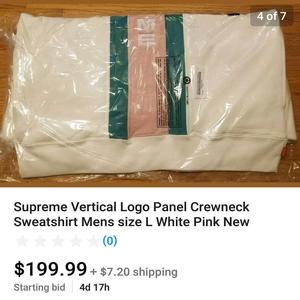 4 of 7
Supreme Vertical Logo Panel Crewneck
Sweatshirt Mens size L White Pink New
(0)
$199.99 + $7.20 shipping
Starting bid | 4d 17h